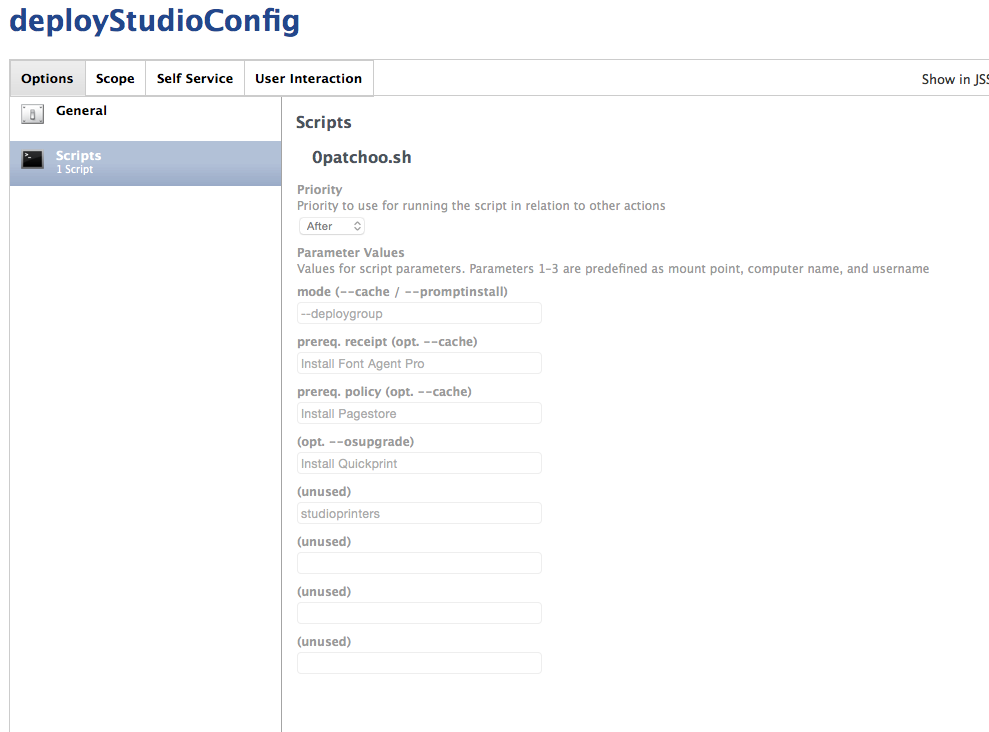 deployStudioConfig
Options
Scope
Self Service
User Interaction
Show in JSS
General
Scripts
1 Script
Scripts
0patchoo.sh
Priority
Priority to use for running the script in relation to other actions
After
Parameter Values
Values for script parameters. Parameters 1-3 are predefined as mount point, computer name, and username
mode (--cache / --promptinstall)
--deploygroup
prereq. receipt (opt. --cache)
Install Font Agent Pro
prereq. policy (opt. --cache)
Install Pagestore
(opt. --osupgrade)
Install Quickprint
(unused)
studioprinters
(unused)
(unused)
(unused)